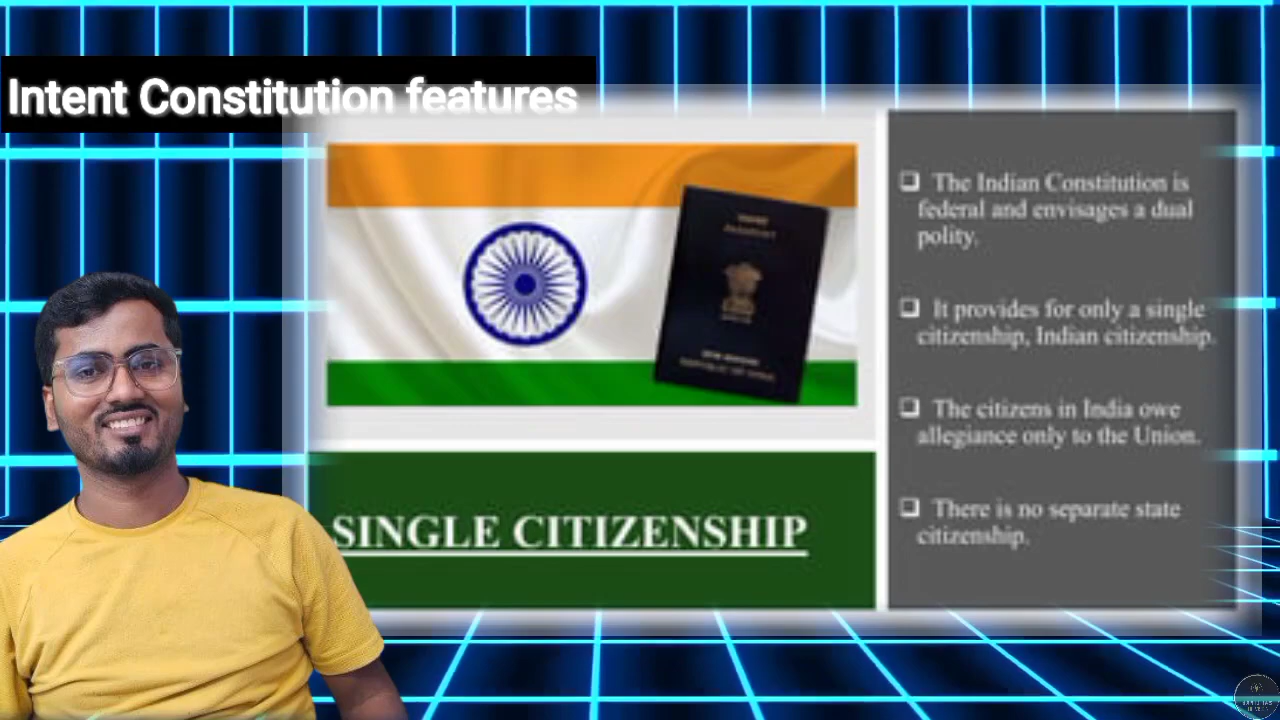 Intent Constitution features
The Indian Constitution is
federal and envisages a dual
polity.
It provides for only a single
citizenship, Indian citizenship.
The citizens in India owe
allegiance only to the Union.
There is no separate state
citizenship.
SINGLE CITIZENSHIP